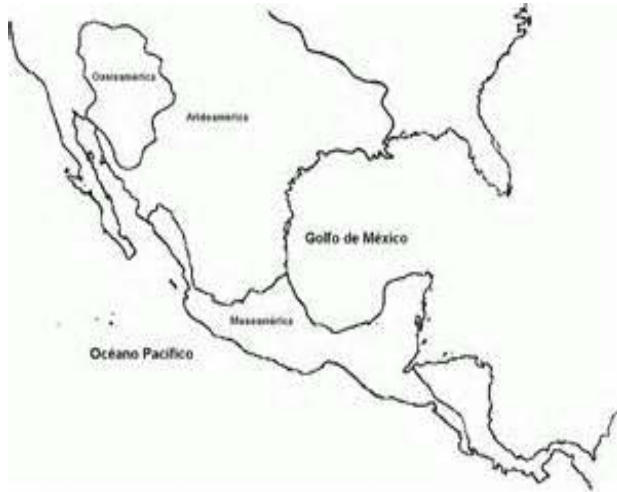 Oasisamérica
Aridoamérica
Golfo de México
Mesoamérica
Océano Pacífico